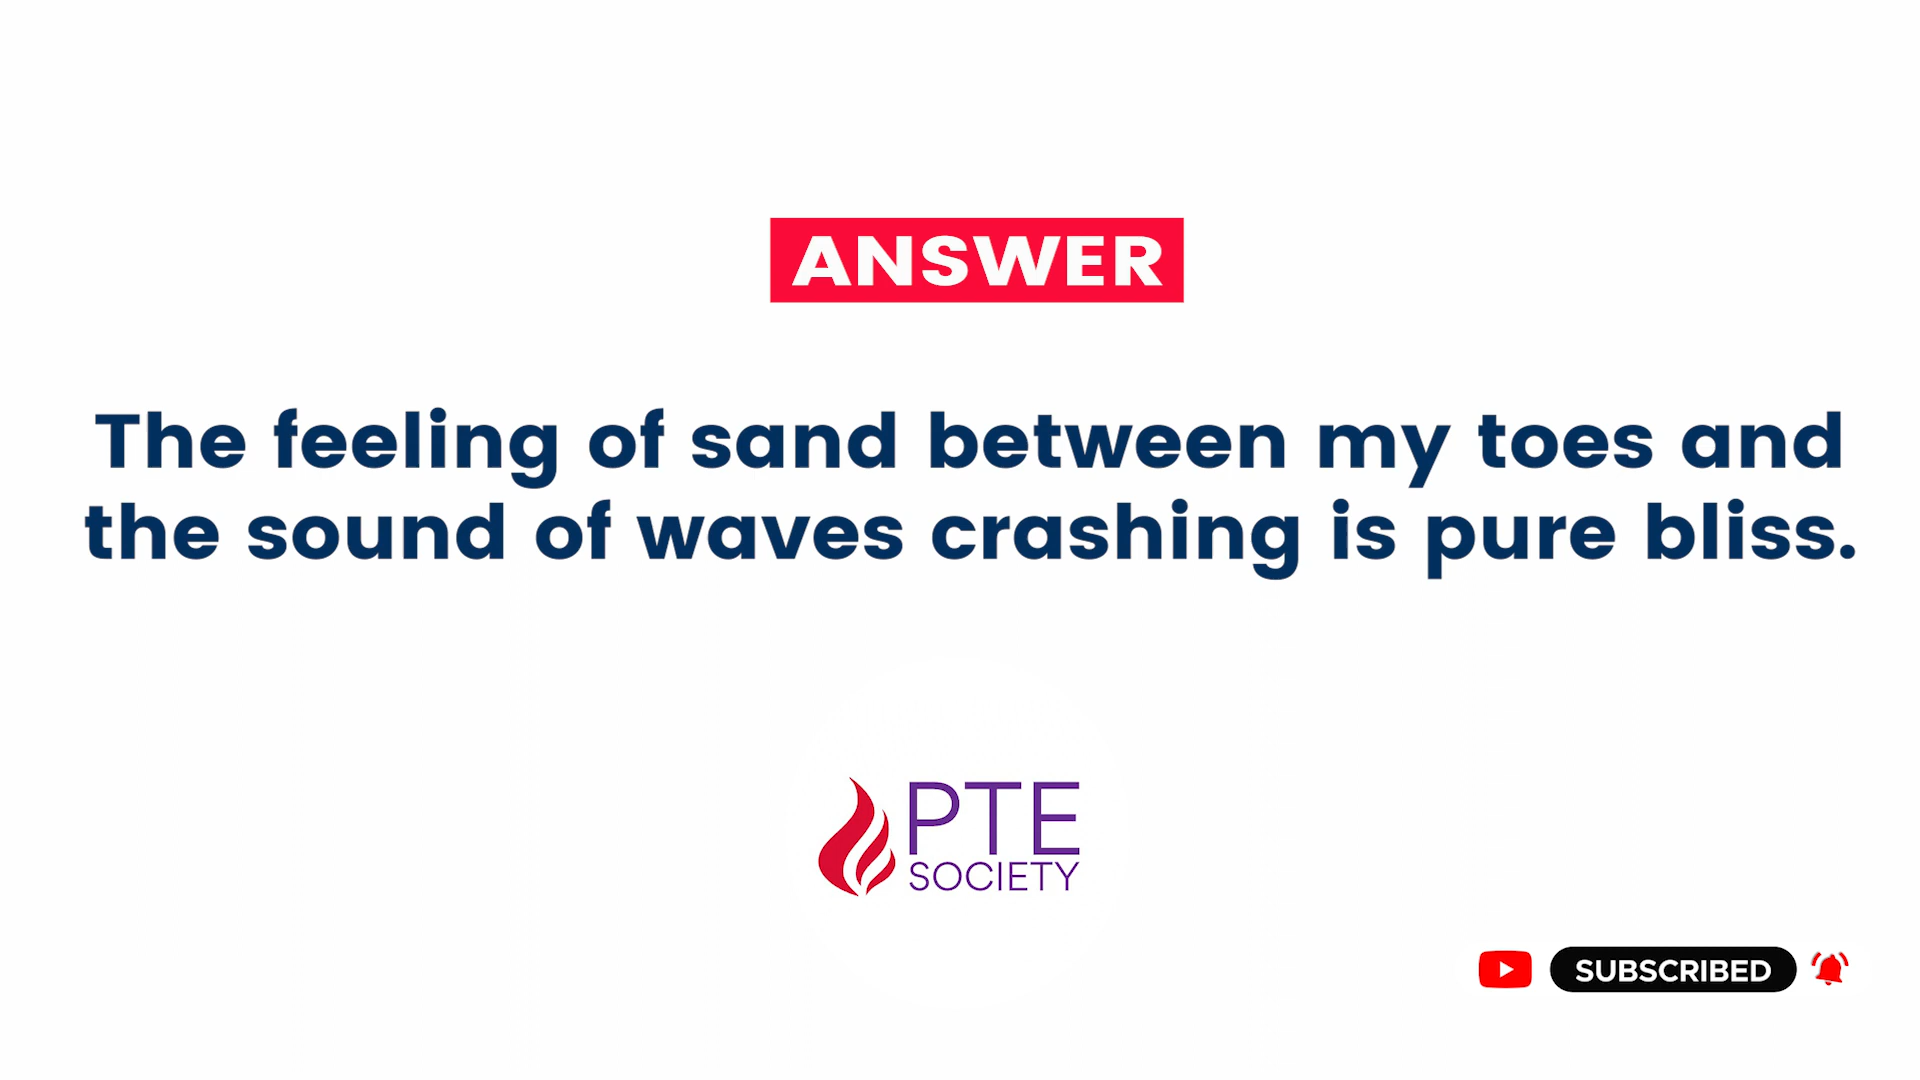 ANSWER
The feeling of sand between my toes and
the sound of waves crashing is pure bliss.
PTE
SOCIETY
SUBSCRIBED